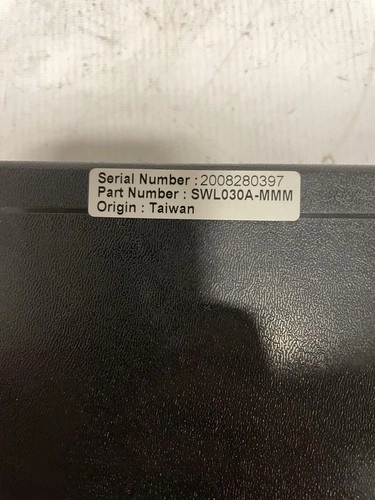 Serial Number : 2008280397
Part Number : SWL030A-MMM
Origin : Taiwan